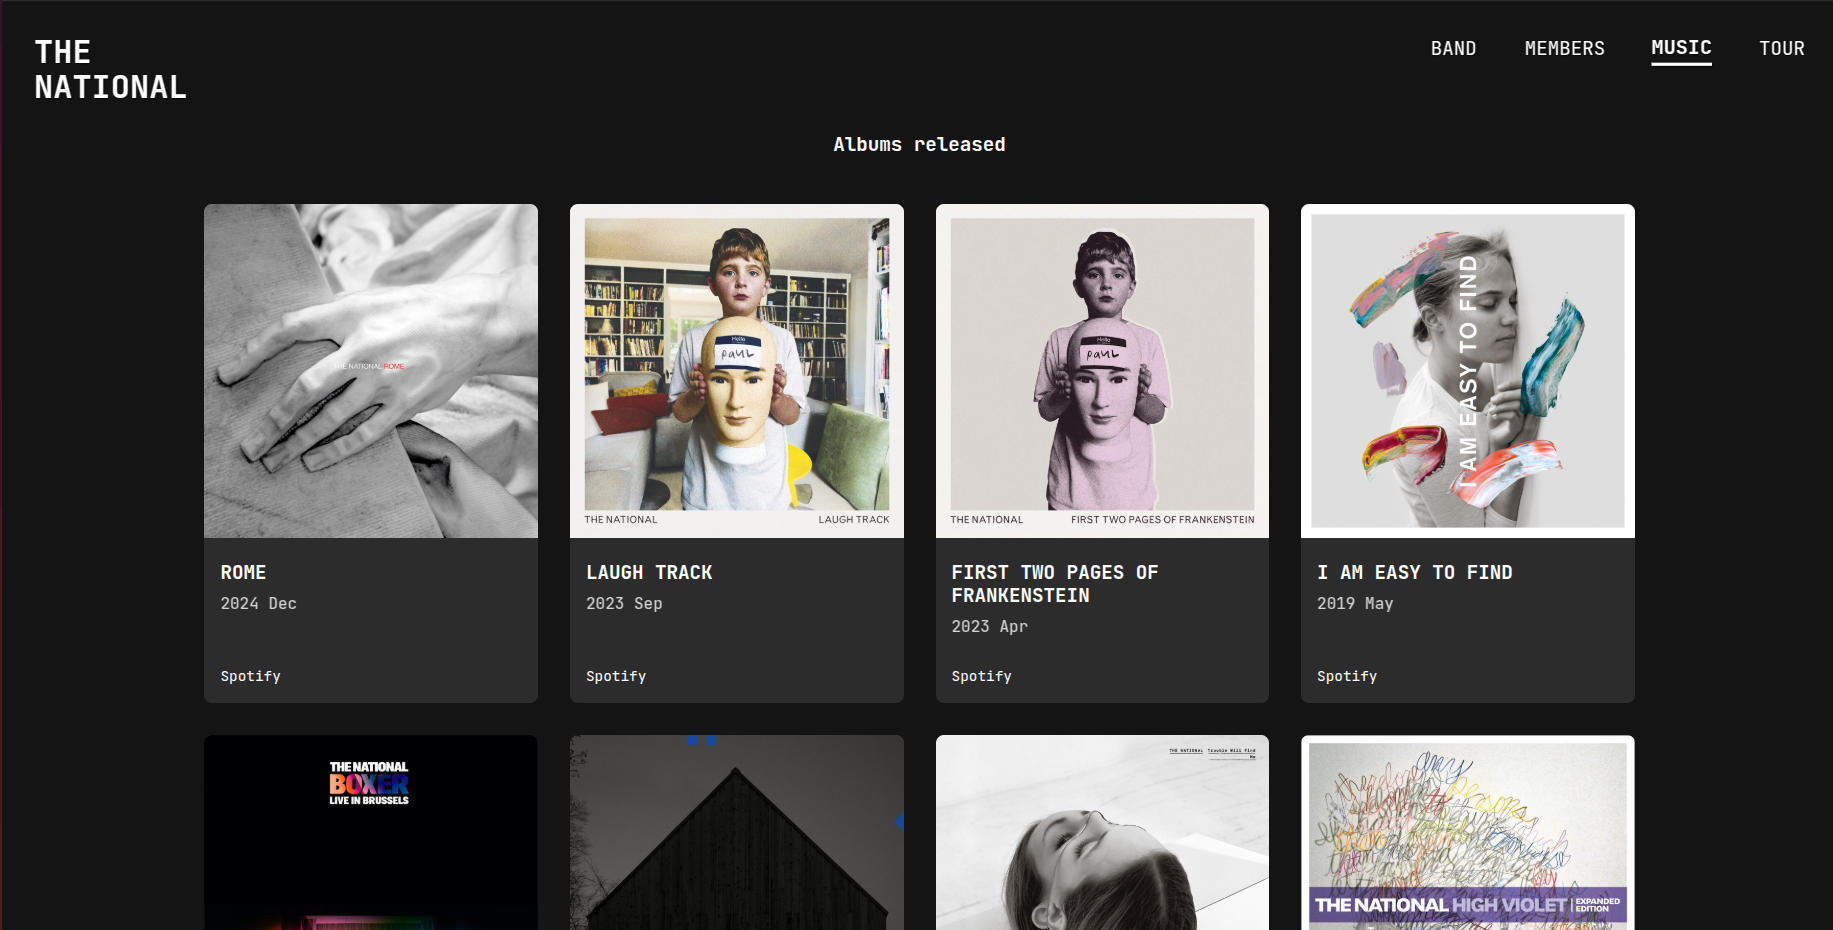 THE
NATIONAL
BAND MEMBERS MUSIC TOUR
Albums released
THE NATIONAL ROME
Hello
PAUL
THE NATIONAL LAUGH TRACK
Hello
PAUL
THE NATIONAL FIRST TWO PAGES OF FRANKENSTEIN
I AM EASY TO FIND
ROME
2024 Dec
Spotify
LAUGH TRACK
2023 Sep
Spotify
FIRST TWO PAGES OF
FRANKENSTEIN
2023 Apr
Spotify
I AM EASY TO FIND
2019 May
Spotify
THE NATIONAL
BOXER
LIVE IN BRUSSELS
THE NATIONAL Trouble Will Find
Me
THE NATIONAL HIGH VIOLET EXPANDED
EDITION